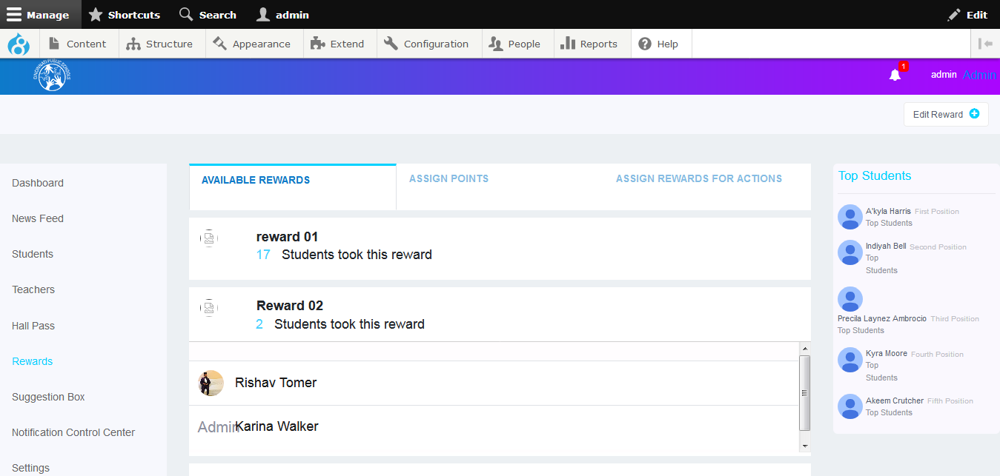 Manage Shortcuts Search admin Edit
Content Structure Appearance Extend Configuration People Reports Help
CINCINNATI PUBLIC SCHOOLS
1
admin Admin
Edit Reward
Dashboard
News Feed
Students
Teachers
Hall Pass
Rewards
Suggestion Box
Notification Control Center
Settings
AVAILABLE REWARDS ASSIGN POINTS ASSIGN REWARDS FOR ACTIONS
reward 01
17 Students took this reward
Reward 02
2 Students took this reward
Rishav Tomer
Admin Karina Walker
Top Students
A'kyla Harris First Position
Top Students
Indiyah Bell Second Position
Top
Students
Precila Laynez Ambrocio Third Position
Top Students
Kyra Moore Fourth Position
Top
Students
Akeem Crutcher Fifth Position
Top Students